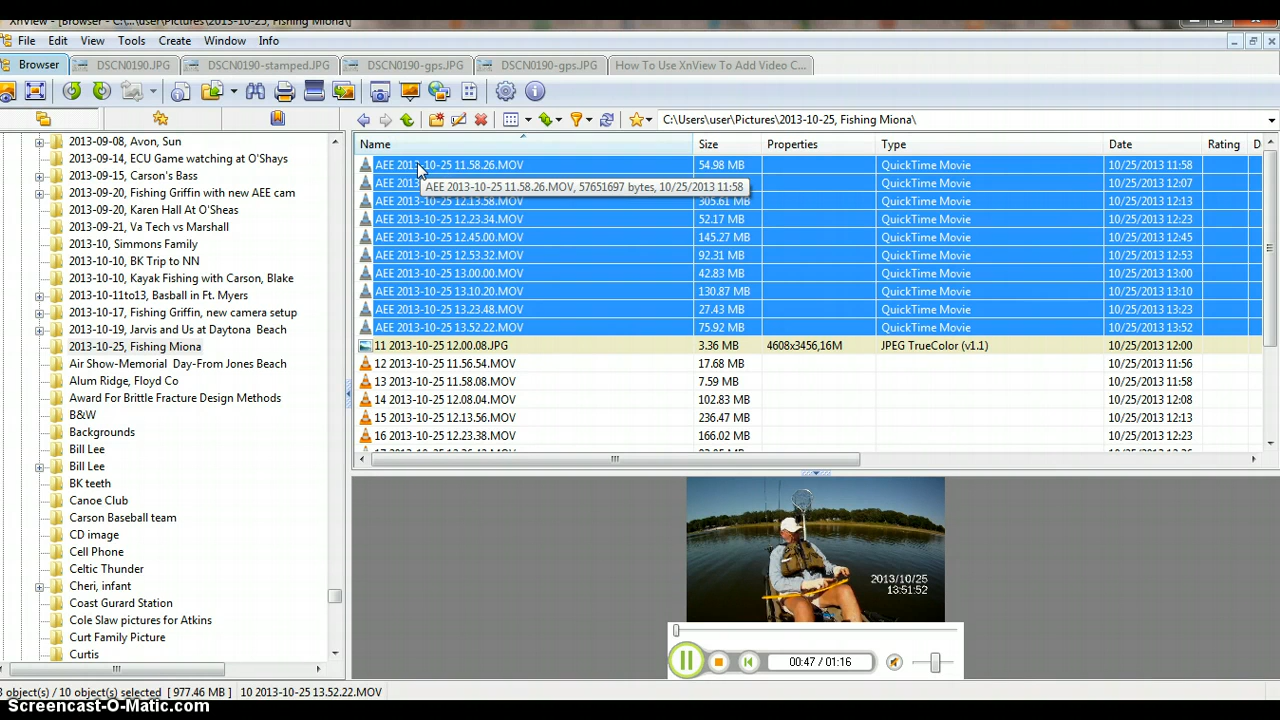 XnView - [Browser - C:\...\user\Pictures\2013-10-25, Fishing Miona\]
File Edit View Tools Create Window Info
Browser DSCN0190.JPG DSCN0190-stamped.JPG DSCN0190-gps.JPG DSCN0190-gps.JPG How To Use XnView To Add Video C...
C:\Users\user\Pictures\2013-10-25, Fishing Miona\
2013-09-08, Avon, Sun
2013-09-14, ECU Game watching at O'Shays
2013-09-15, Carson's Bass
2013-09-20, Fishing Griffin with new AEE cam
2013-09-20, Karen Hall At O'Sheas
2013-09-21, Va Tech vs Marshall
2013-10, Simmons Family
2013-10-10, BK Trip to NN
2013-10-10, Kayak Fishing with Carson, Blake
2013-10-11to13, Basball in Ft. Myers
2013-10-17, Fishing Griffin, new camera setup
2013-10-19, Jarvis and Us at Daytona Beach
2013-10-25, Fishing Miona
Air Show-Memorial Day-From Jones Beach
Alum Ridge, Floyd Co
Award For Brittle Fracture Design Methods
B&W
Backgrounds
Bill Lee
Bill Lee
BK teeth
Canoe Club
Carson Baseball team
CD image
Cell Phone
Celtic Thunder
Cheri, infant
Coast Gurard Station
Cole Slaw pictures for Atkins
Curt Family Picture
Curtis
Name Size Properties Type Date Rating D
AEE 2013-10-25 11.58.26.MOV 54.98 MB QuickTime Movie 10/25/2013 11:58
AEE 2013 QuickTime Movie 10/25/2013 12:07
AEE 2013-10-25 11.58.26.MOV, 57651697 bytes, 10/25/2013 11:58
AEE 2013-10-25 12.13.58.MOV 305.61 MB QuickTime Movie 10/25/2013 12:13
AEE 2013-10-25 12.23.34.MOV 52.17 MB QuickTime Movie 10/25/2013 12:23
AEE 2013-10-25 12.45.00.MOV 145.27 MB QuickTime Movie 10/25/2013 12:45
AEE 2013-10-25 12.53.32.MOV 92.31 MB QuickTime Movie 10/25/2013 12:53
AEE 2013-10-25 13.00.00.MOV 42.83 MB QuickTime Movie 10/25/2013 13:00
AEE 2013-10-25 13.10.20.MOV 130.87 MB QuickTime Movie 10/25/2013 13:10
AEE 2013-10-25 13.23.48.MOV 27.43 MB QuickTime Movie 10/25/2013 13:23
AEE 2013-10-25 13.52.22.MOV 75.92 MB QuickTime Movie 10/25/2013 13:52
11 2013-10-25 12.00.08.JPG 3.36 MB 4608x3456,16M JPEG TrueColor (v1.1) 10/25/2013 12:00
12 2013-10-25 11.56.54.MOV 17.68 MB 10/25/2013 11:56
13 2013-10-25 11.58.08.MOV 7.59 MB 10/25/2013 11:58
14 2013-10-25 12.08.04.MOV 102.83 MB 10/25/2013 12:08
15 2013-10-25 12.13.56.MOV 236.47 MB 10/25/2013 12:13
16 2013-10-25 12.23.38.MOV 166.02 MB 10/25/2013 12:23
2013/10/25
13:51:52
00:47 / 01:16
object(s) / 10 object(s) selected [ 977.46 MB ] 10 2013-10-25 13.52.22.MOV
Screencast-O-Matic.com